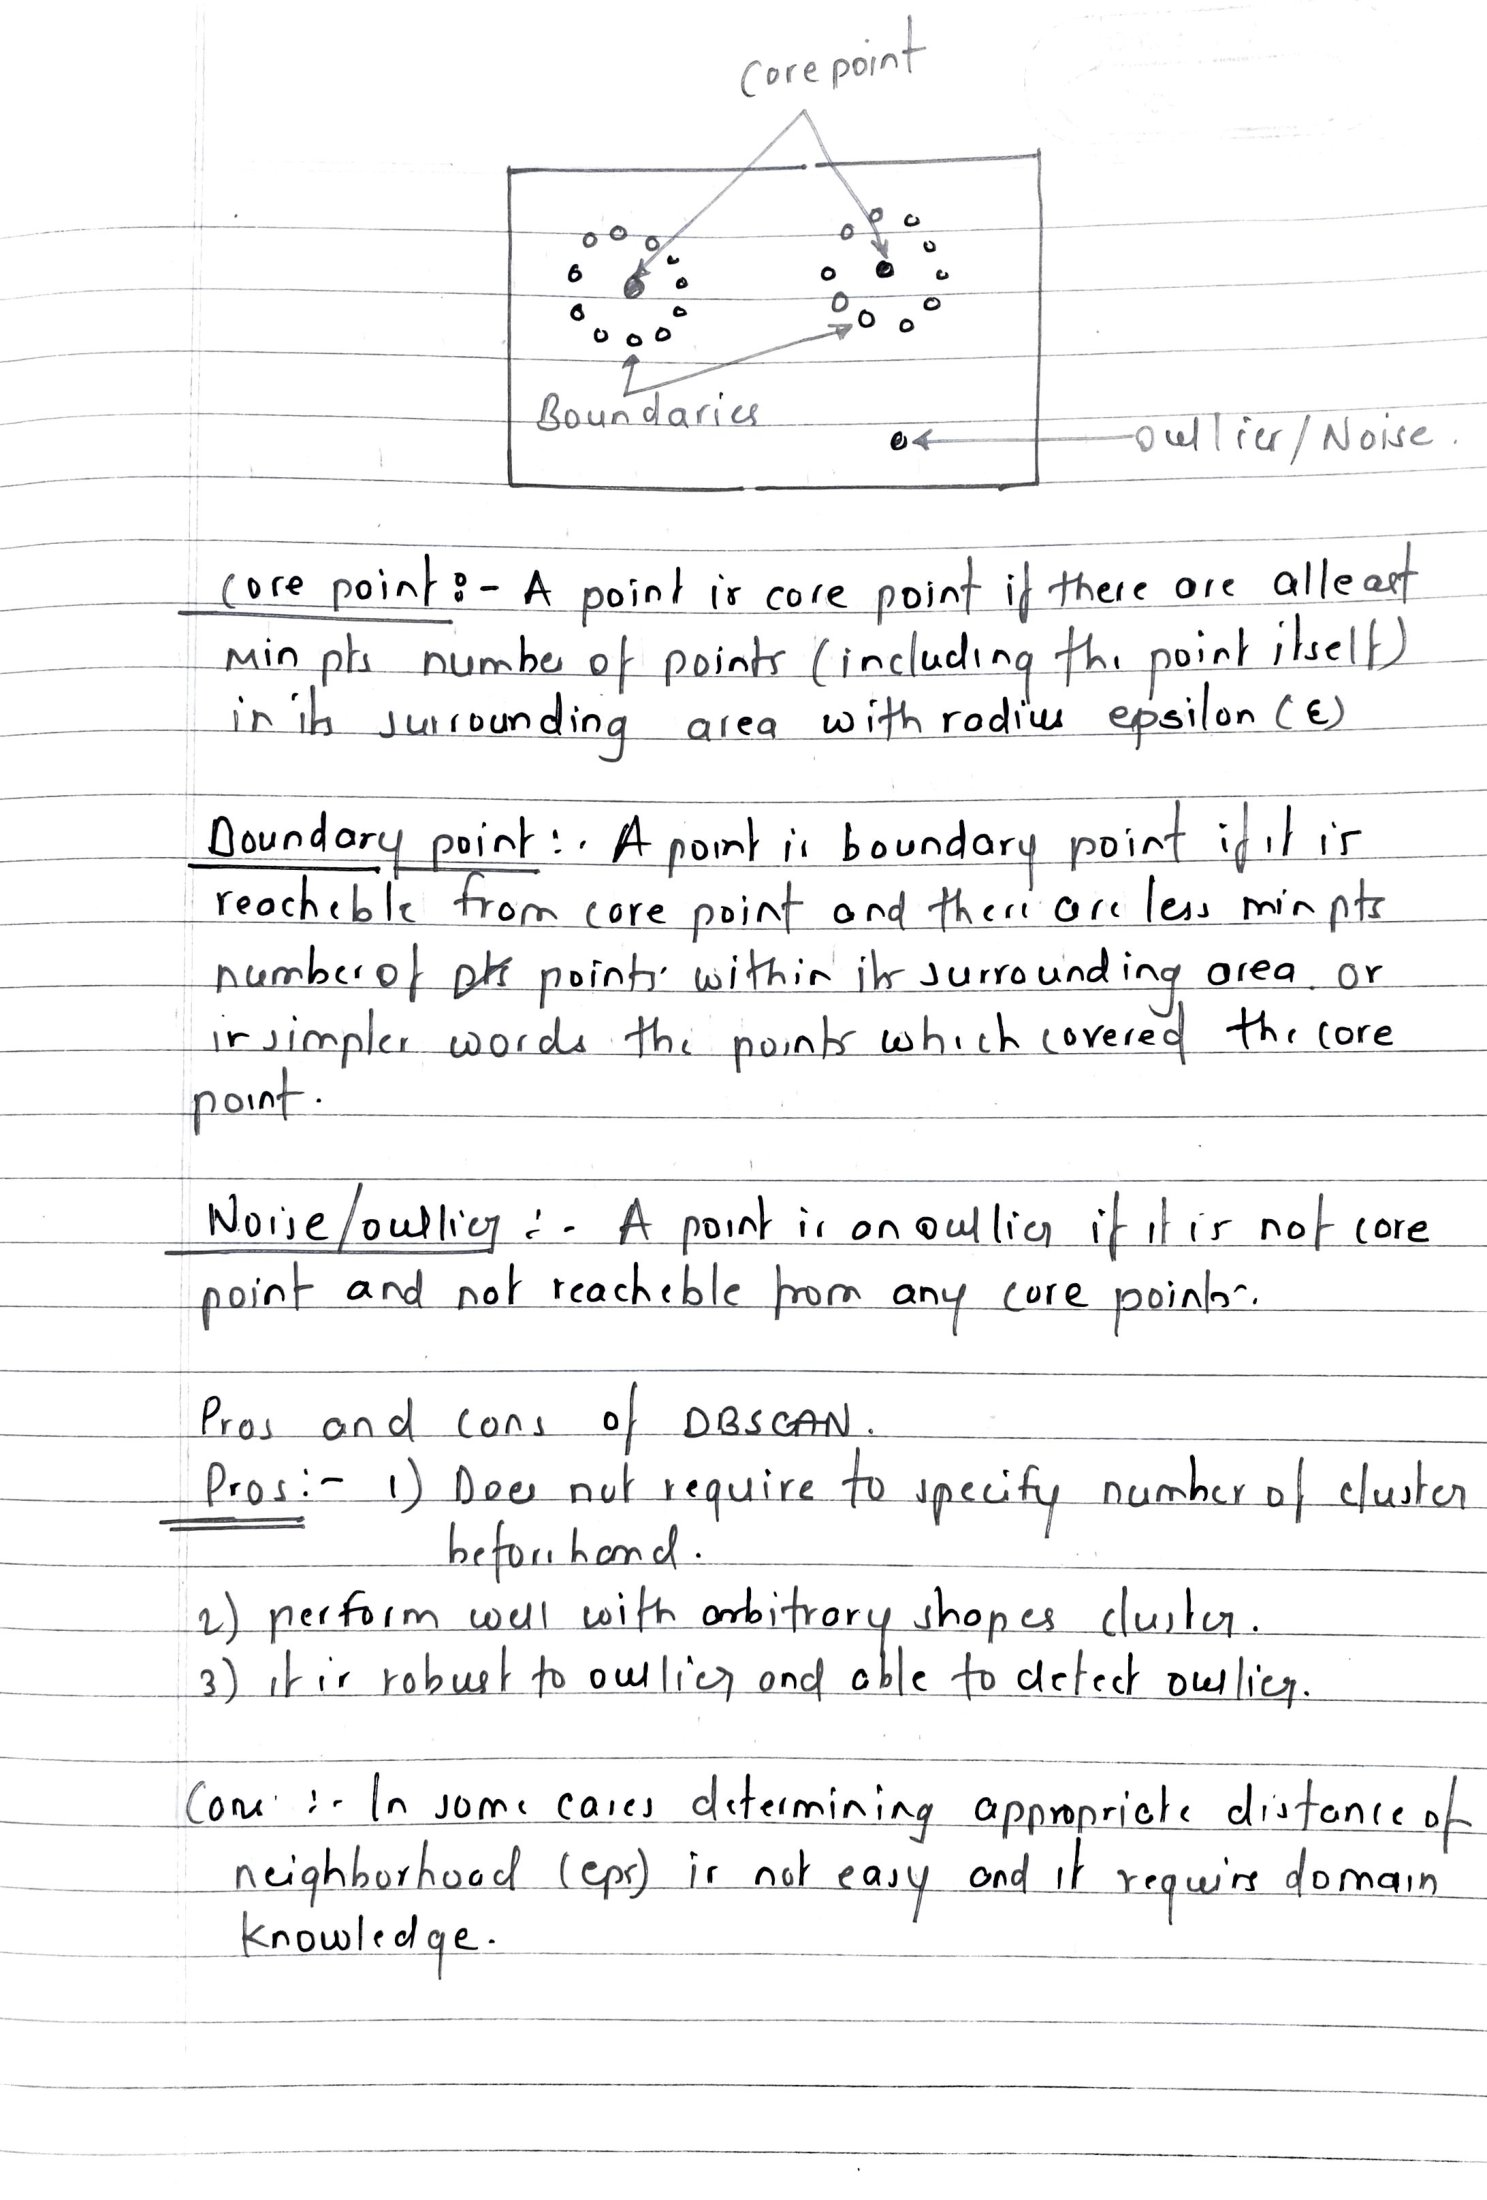 Core point
Boundaries
Outlier/Noise.
Core point :- A point is core point if there are atleast
Min pts number of points (including the point itself)
in its surrounding area with radius epsilon (ε)
Boundary point :- A point is boundary point if it is
reacheble from core point and there are less min pts
number of points within its surrounding area or
in simpler words the points which covered the core
point.
Noise/outlier :- A point is an outlier if it is not core
point and not reacheble from any core points.
Pros and cons of DBSCAN.
Pros :- 1) Does not require to specify number of cluster
beforehand.
2) perform well with arbitrary shapes cluster.
3) it is robust to outlier and able to detect outlier.
Cons :- In some cases determining appropriate distance of
neighborhood (eps) is not easy and it require domain
knowledge.